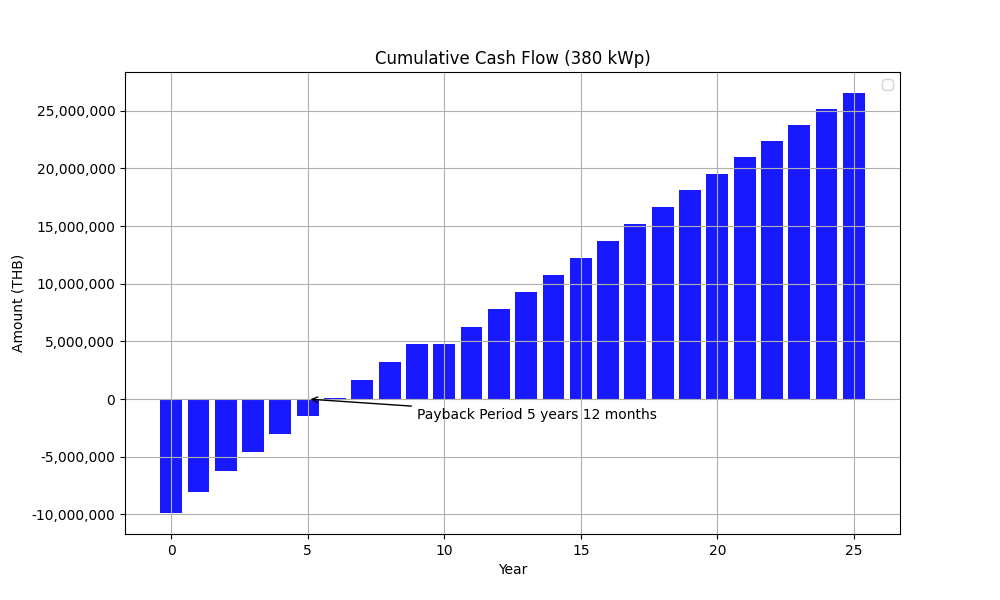 Cumulative Cash Flow (380 kWp)
25,000,000
20,000,000
15,000,000
10,000,000
5,000,000
0
-5,000,000
-10,000,000
Amount (THB)
Payback Period 5 years 12 months
0 5 10 15 20 25
Year